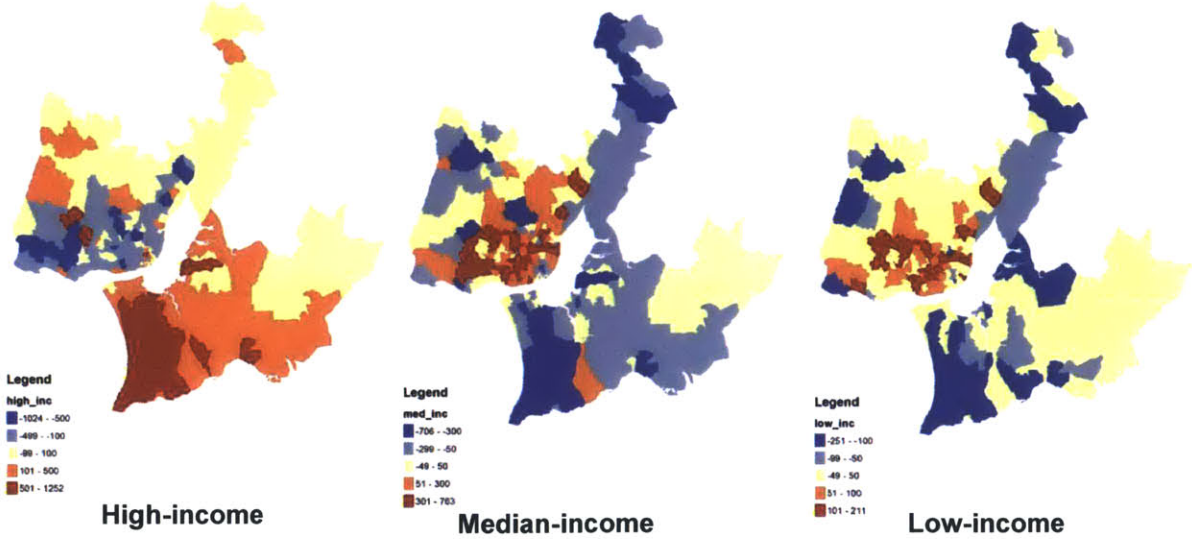 Legend
high_inc
-1024 - -500
-499 - -100
-99 - 100
101 - 500
501 - 1252
High-income
Legend
med_inc
-706 - -300
-299 - -50
-49 - 50
51 - 300
301 - 763
Median-income
Legend
low_inc
-251 - -100
-99 - -50
-49 - 50
51 - 100
101 - 211
Low-income